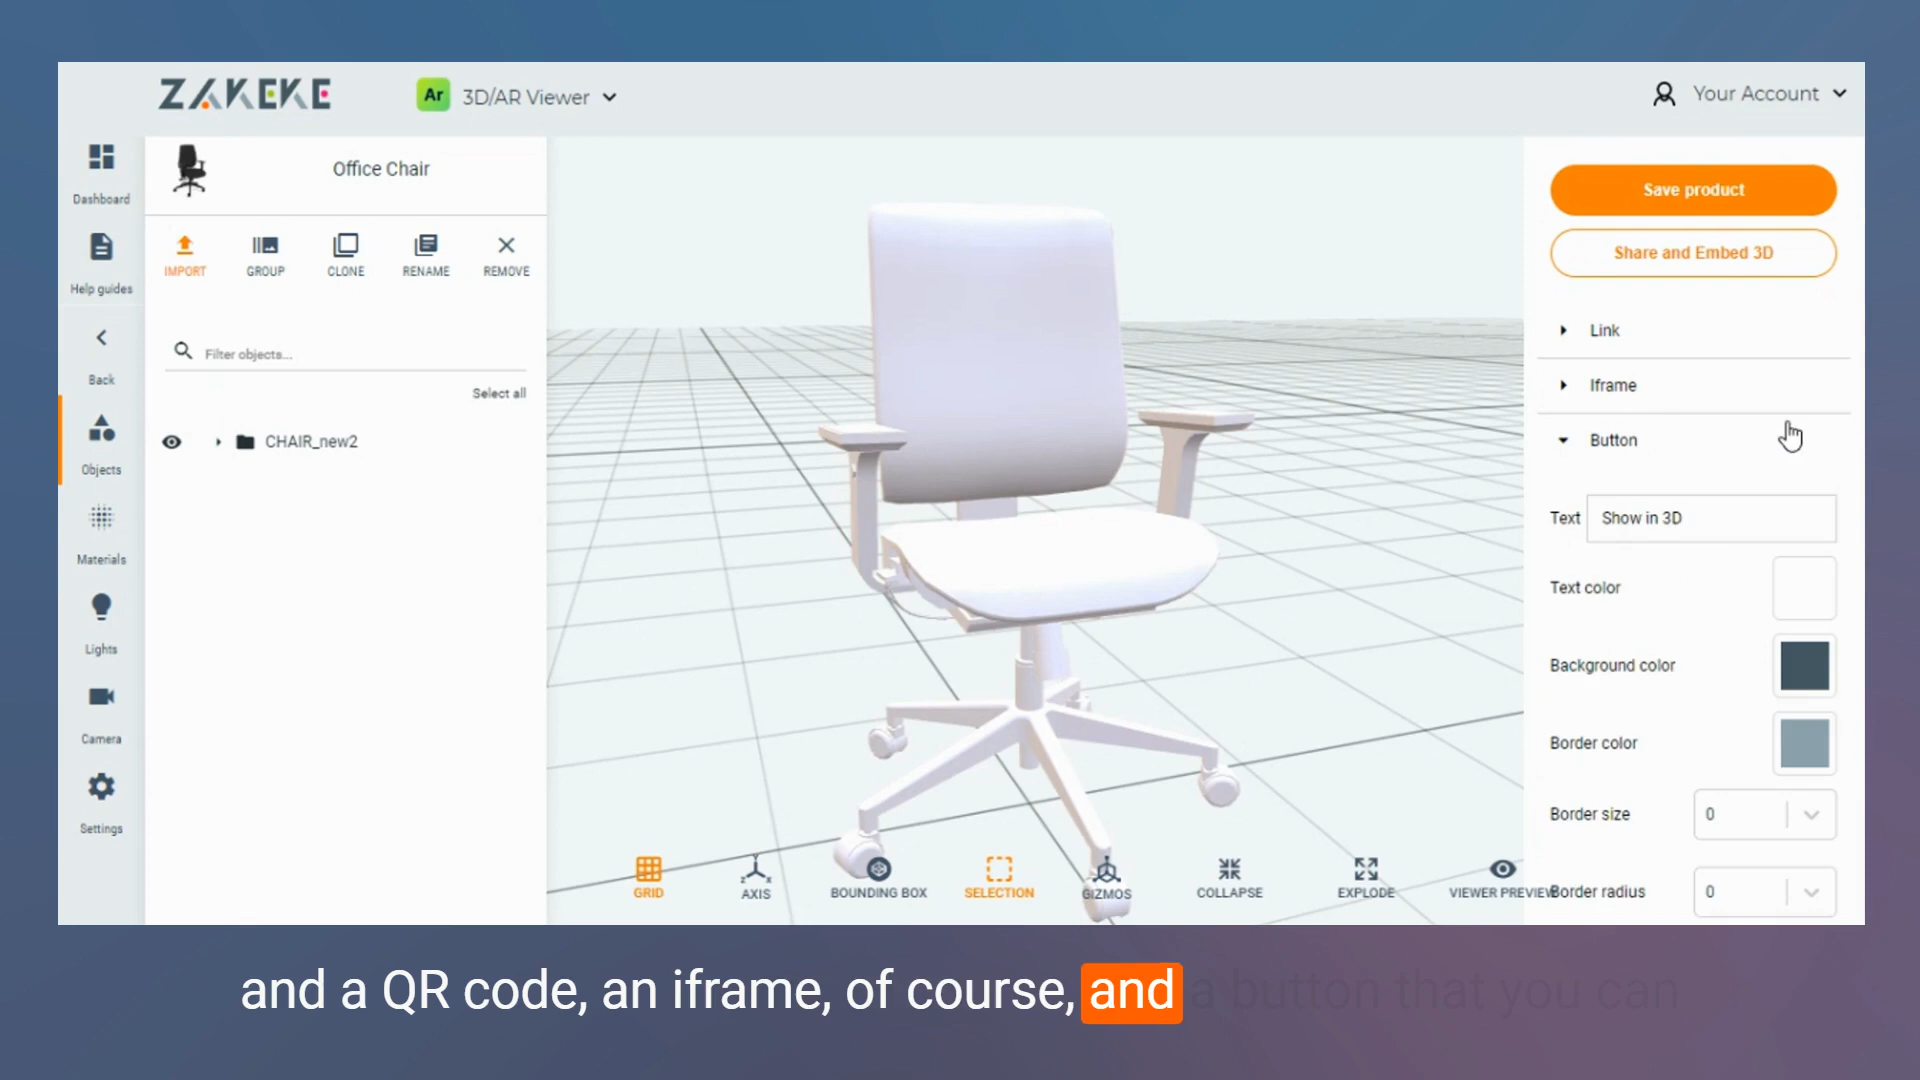 ZAKEKE
Ar 3D/AR Viewer
Your Account
Dashboard
Help guides
Back
Objects
Materials
Lights
Camera
Settings
Office Chair
IMPORT GROUP CLONE RENAME REMOVE
Filter objects...
Select all
CHAIR_new2
GRID AXIS BOUNDING BOX SELECTION GIZMOS COLLAPSE EXPLODE VIEWER PREVIEW
Save product
Share and Embed 3D
Link
Iframe
Button
Text Show in 3D
Text color
Background color
Border color
Border size 0
Border radius 0
and a QR code, an iframe, of course, and a button that you can